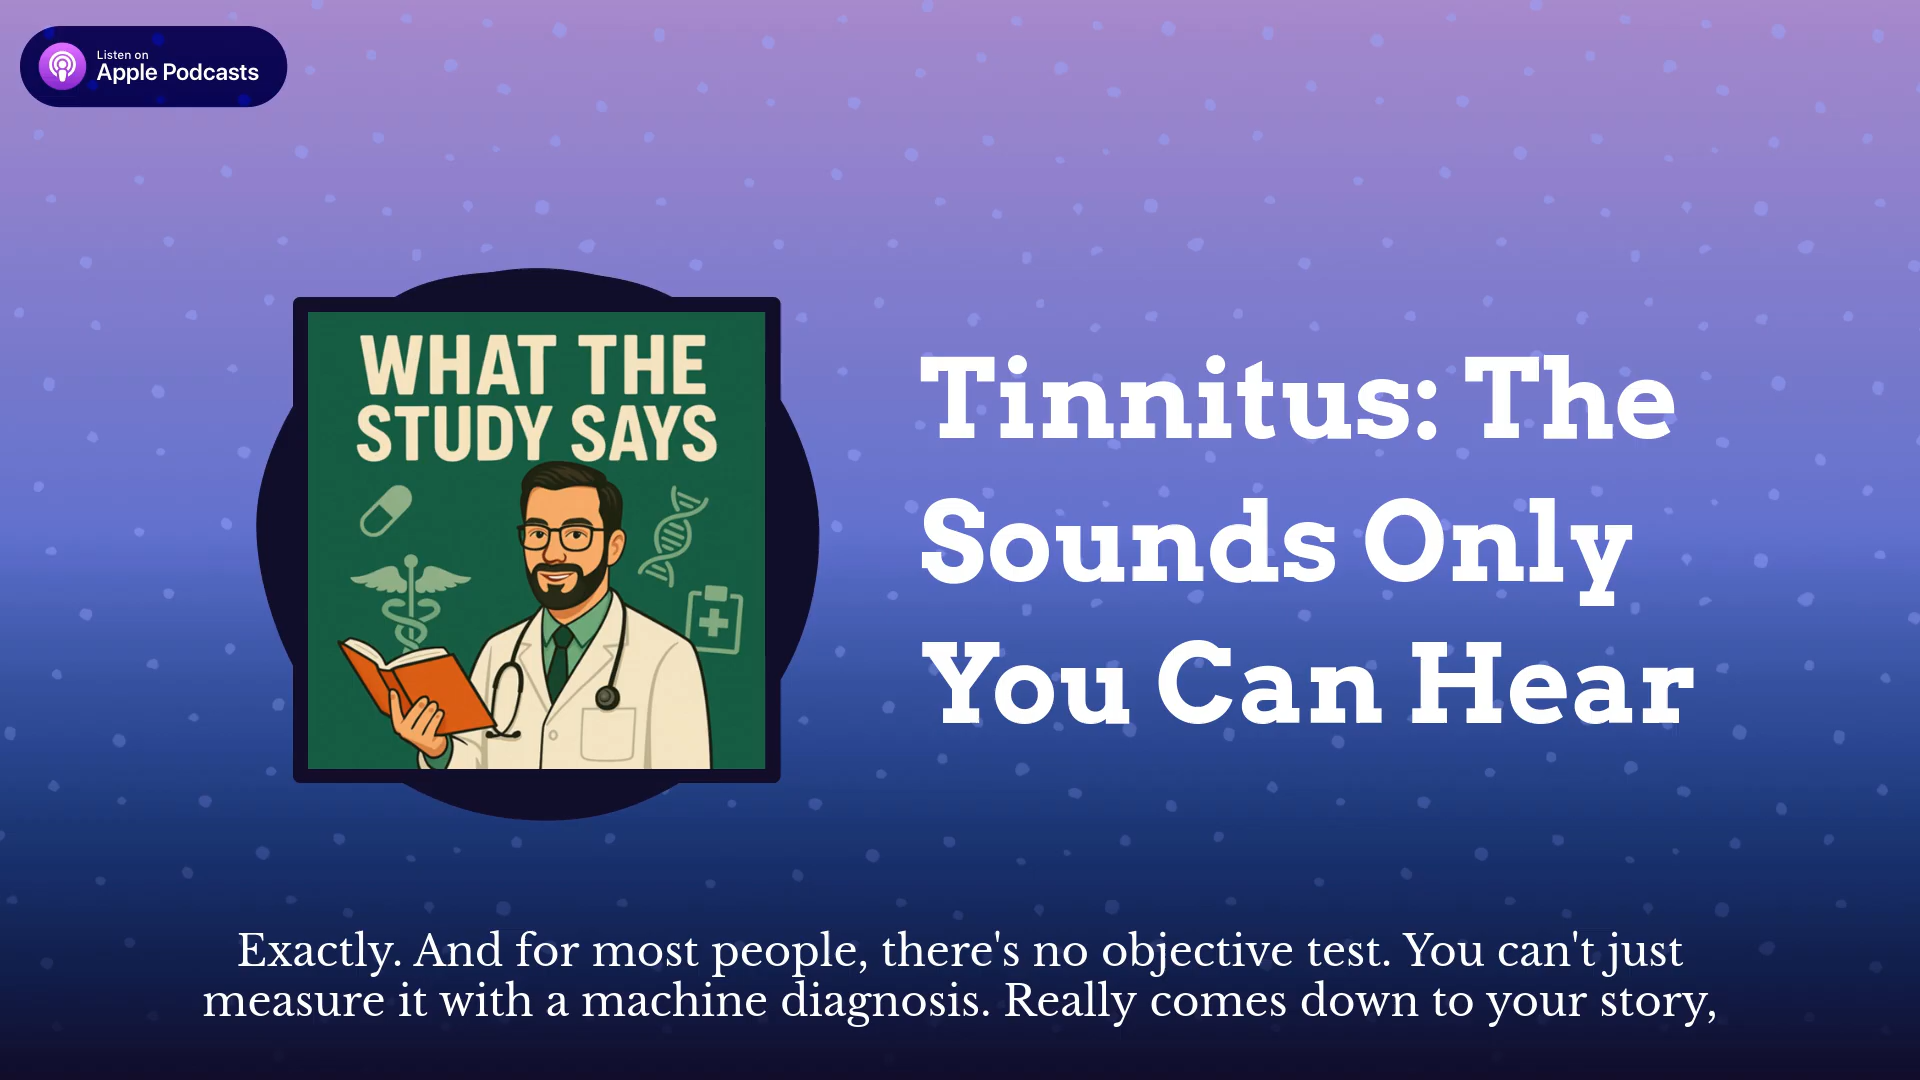 Listen on
Apple Podcasts
WHAT THE
STUDY SAYS
Tinnitus: The
Sounds Only
You Can Hear
Exactly. And for most people, there's no objective test. You can't just
measure it with a machine diagnosis. Really comes down to your story,